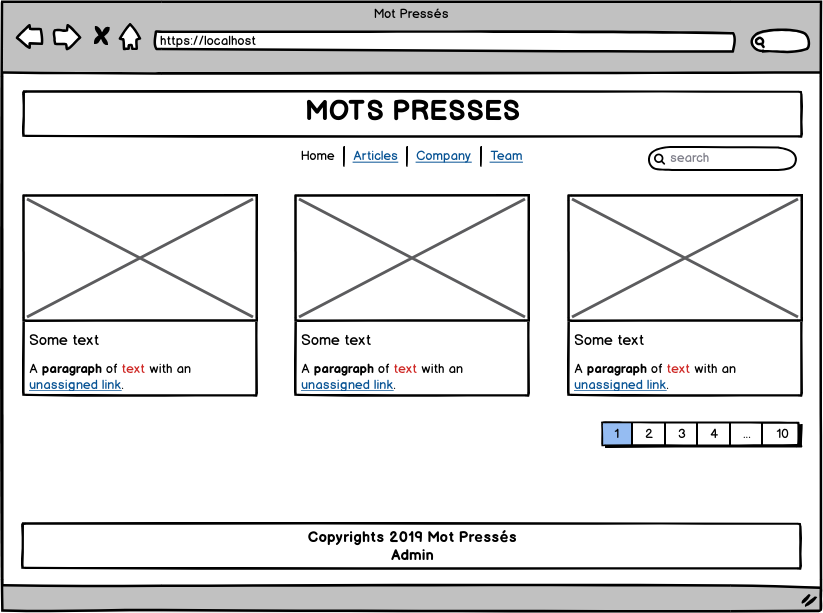 Mot Pressés
https://localhost
MOTS PRESSES
Home Articles Company Team search
Some text Some text Some text
A paragraph of text with an A paragraph of text with an A paragraph of text with an
unassigned link. unassigned link. unassigned link.
1 2 3 4 ... 10
Copyrights 2019 Mot Pressés
Admin